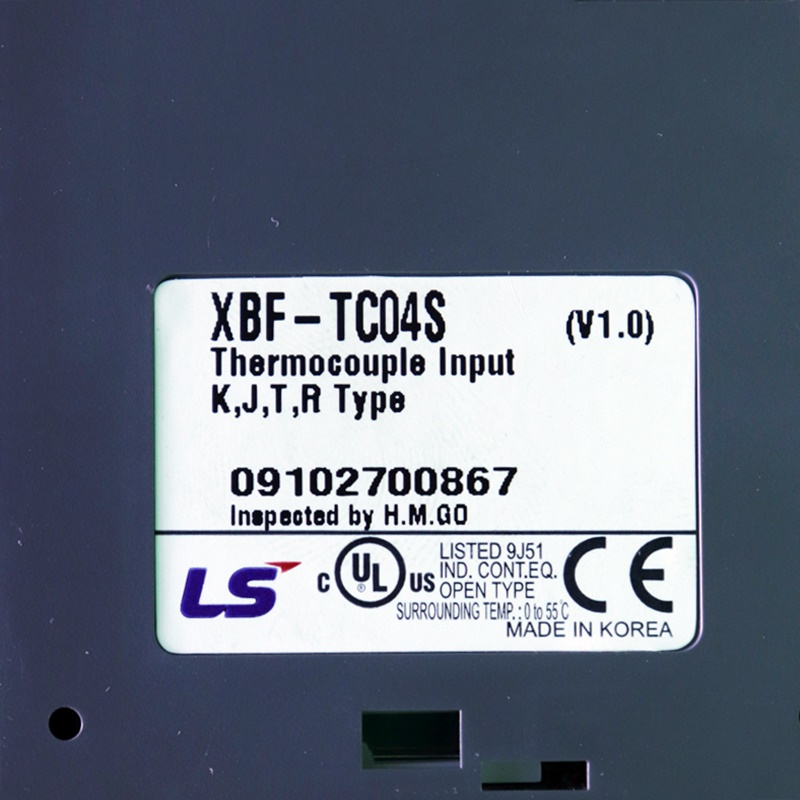 XBF-TC04S (V1.0)
Thermocouple Input
K,J,T,R Type
09102700867
Inspected by H.M.GO
LS
C UL ® US
LISTED 9J51
IND. CONT.EQ.
OPEN TYPE
CE
SURROUNDING TEMP. : 0 to 55°C
MADE IN KOREA